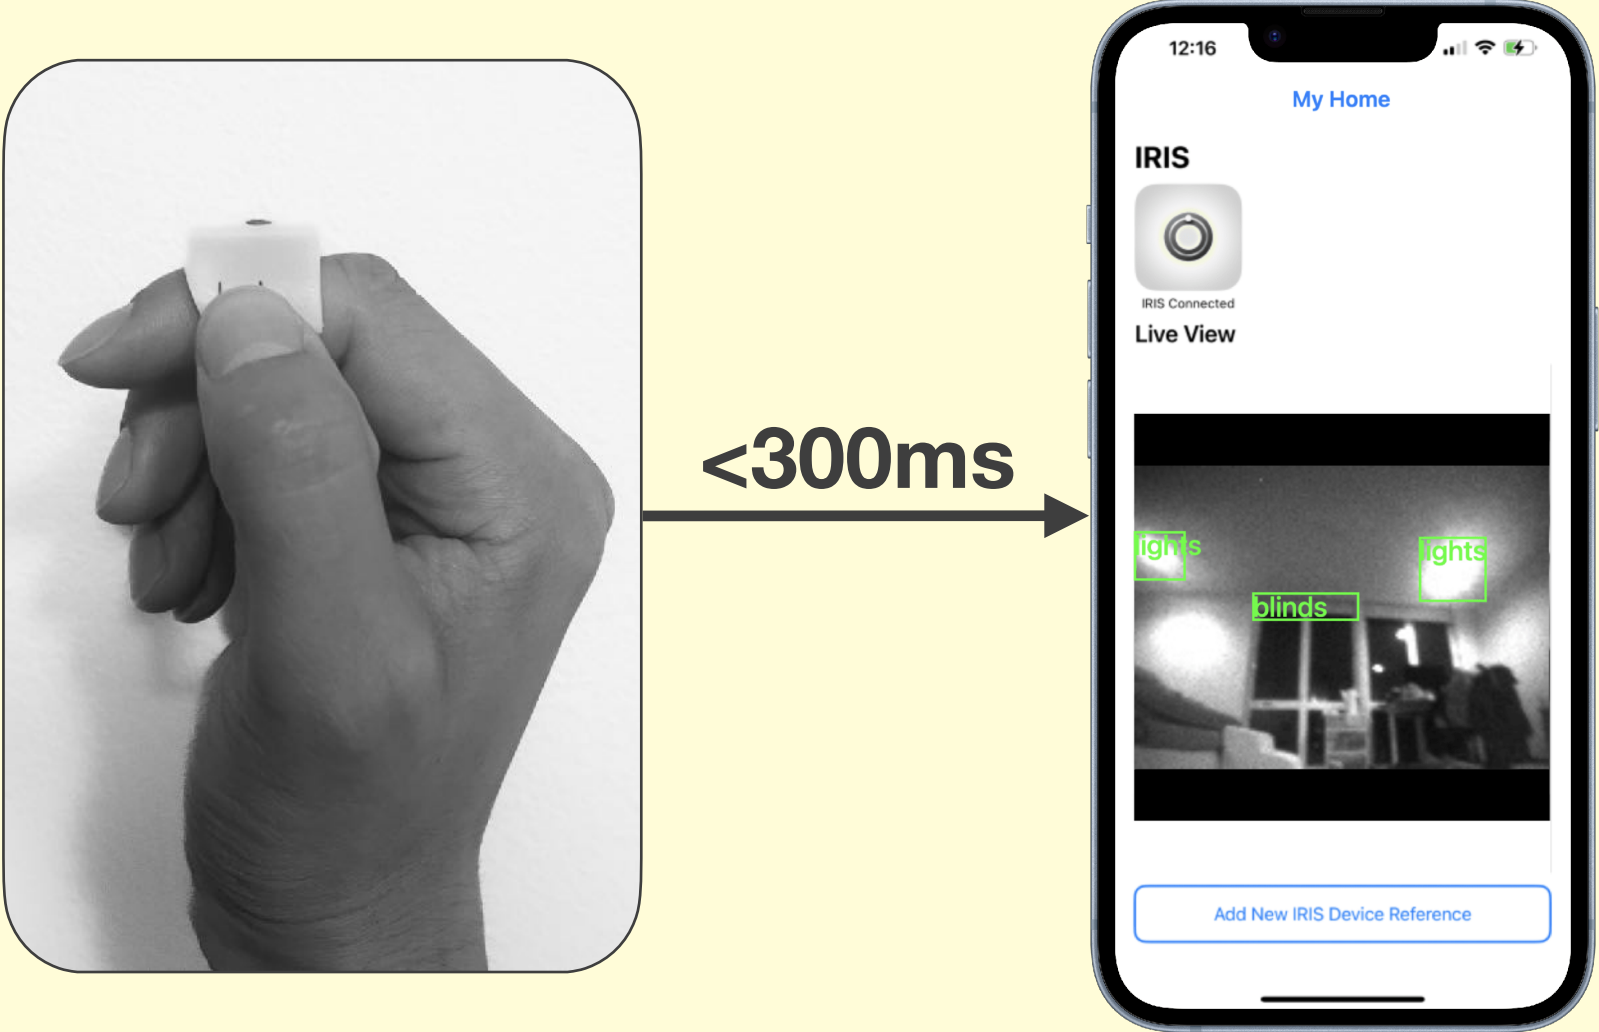 <300ms
12:16
My Home
IRIS
IRIS Connected
Live View
lights
lights
blinds
Add New IRIS Device Reference